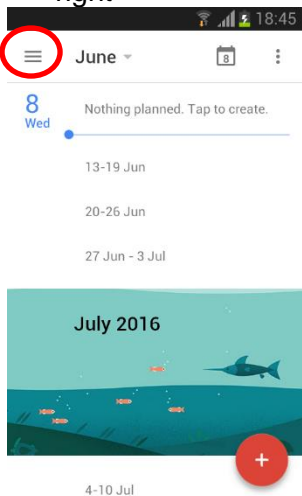 right
18:45
June
8
8
Wed
Nothing planned. Tap to create.
13-19 Jun
20-26 Jun
27 Jun - 3 Jul
July 2016
+
4-10 Jul